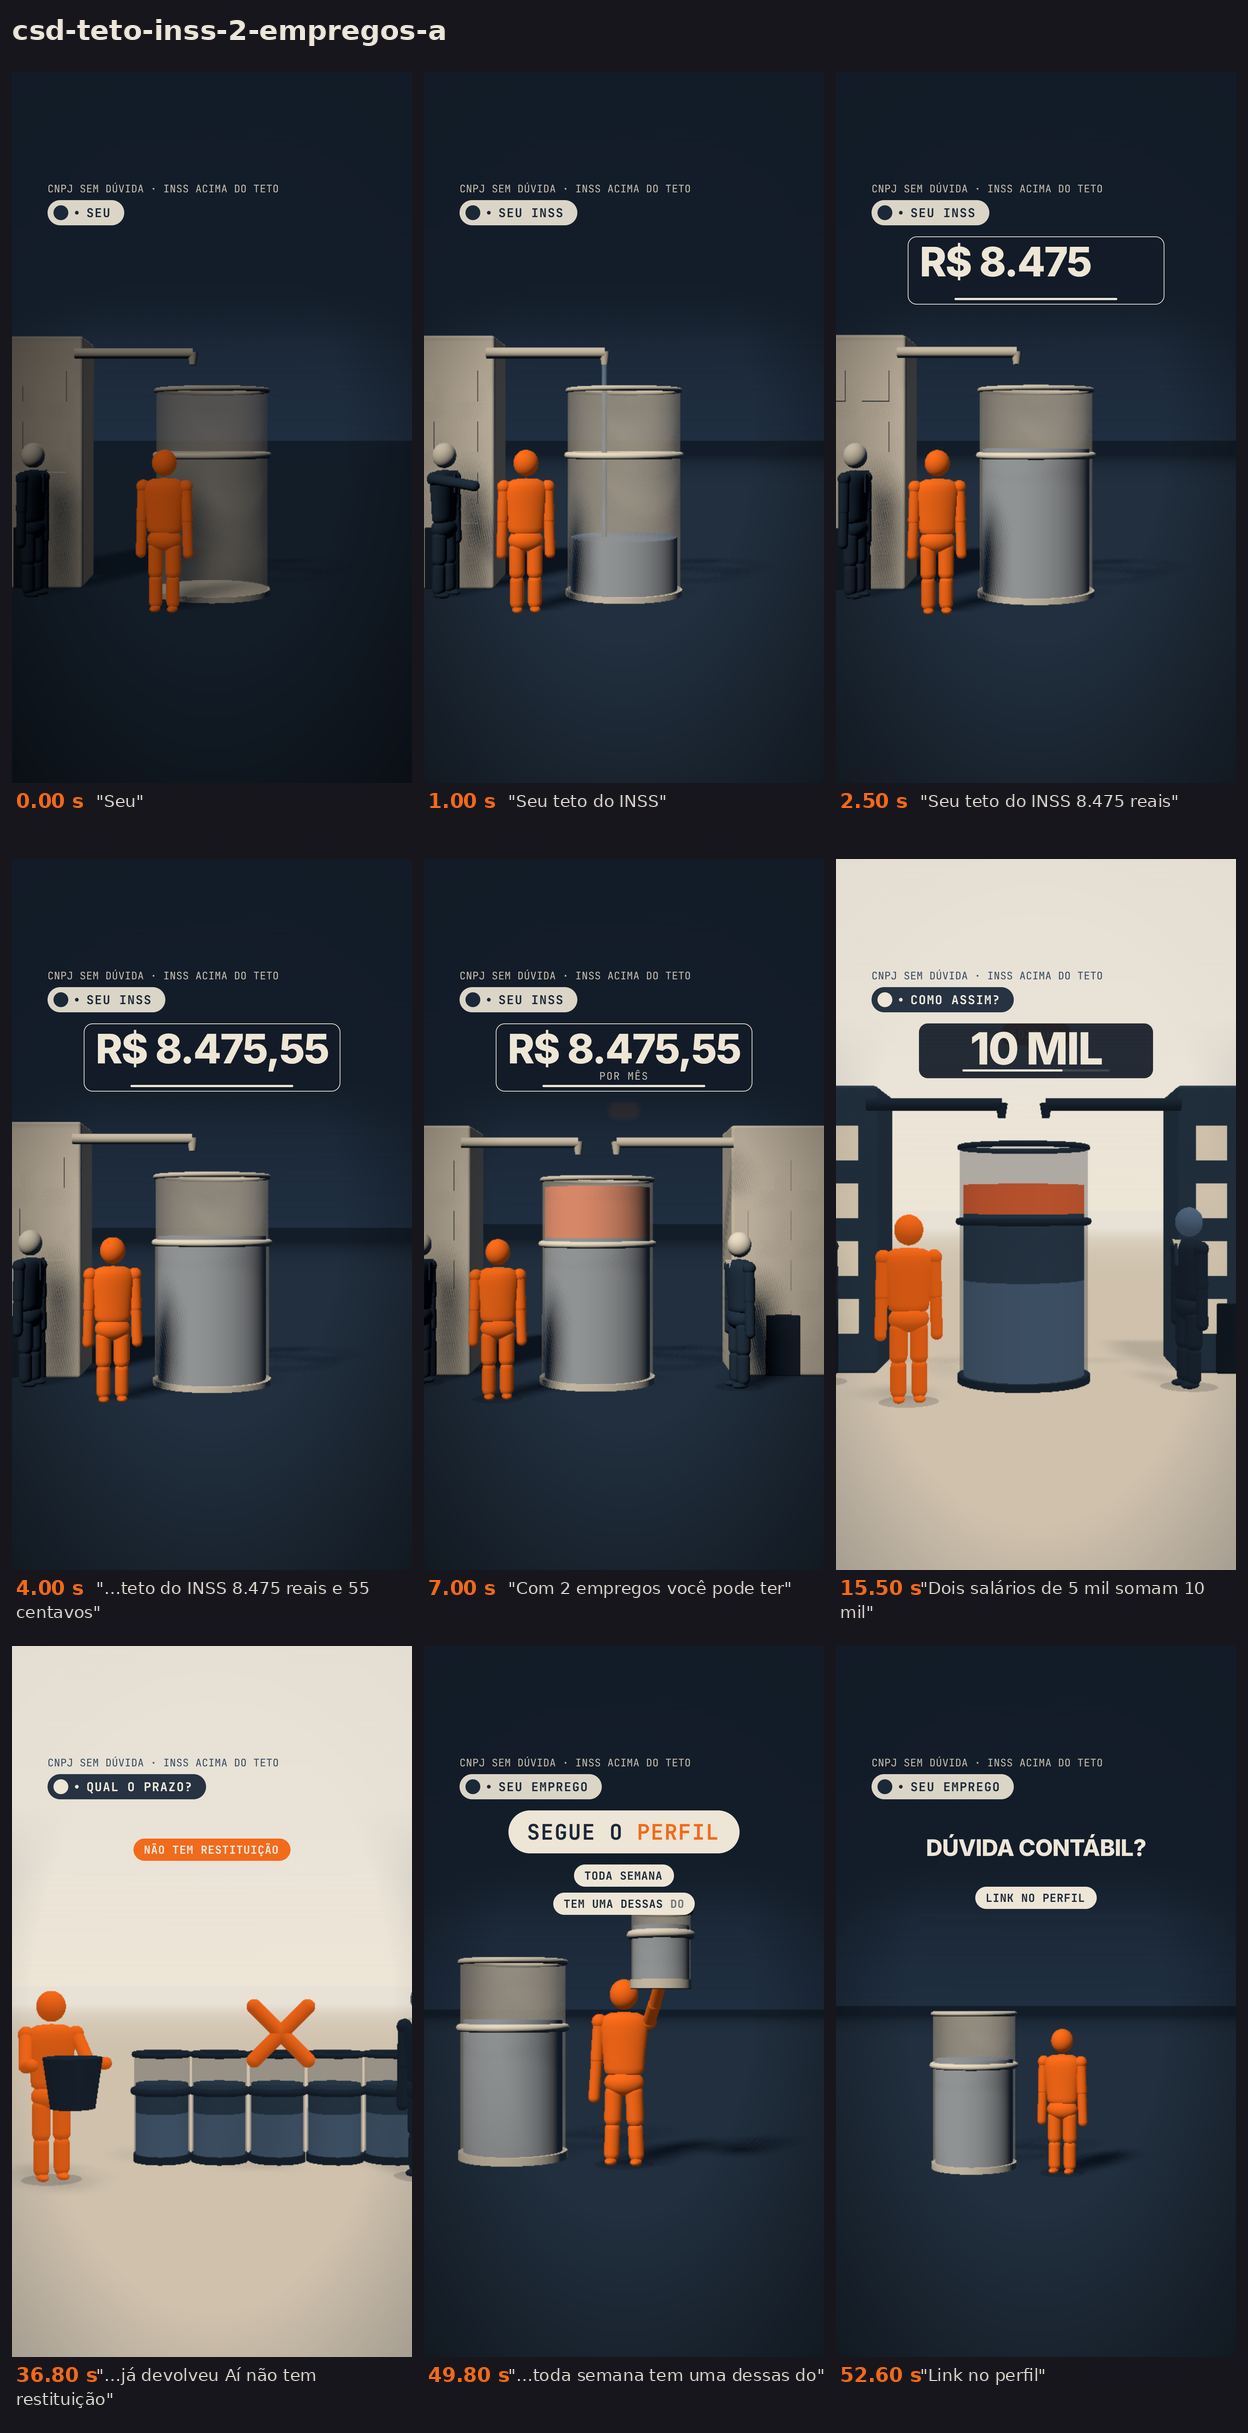 csd-teto-inss-2-empregos-a
CNPJ SEM DÚVIDA · INSS ACIMA DO TETO
• SEU
0.00 s "Seu"
CNPJ SEM DÚVIDA · INSS ACIMA DO TETO
• SEU INSS
1.00 s "Seu teto do INSS"
CNPJ SEM DÚVIDA · INSS ACIMA DO TETO
• SEU INSS
R$ 8.475
2.50 s "Seu teto do INSS 8.475 reais"
CNPJ SEM DÚVIDA · INSS ACIMA DO TETO
• SEU INSS
R$ 8.475,55
4.00 s "...teto do INSS 8.475 reais e 55
centavos"
CNPJ SEM DÚVIDA · INSS ACIMA DO TETO
• SEU INSS
R$ 8.475,55
POR MÊS
7.00 s "Com 2 empregos você pode ter"
CNPJ SEM DÚVIDA · INSS ACIMA DO TETO
• COMO ASSIM?
10 MIL
15.50 s "Dois salários de 5 mil somam 10
mil"
CNPJ SEM DÚVIDA · INSS ACIMA DO TETO
• QUAL O PRAZO?
NÃO TEM RESTITUIÇÃO
36.80 s "...já devolveu Aí não tem
restituição"
CNPJ SEM DÚVIDA · INSS ACIMA DO TETO
• SEU EMPREGO
SEGUE O PERFIL
TODA SEMANA
TEM UMA DESSAS DO
49.80 s "...toda semana tem uma dessas do"
CNPJ SEM DÚVIDA · INSS ACIMA DO TETO
• SEU EMPREGO
DÚVIDA CONTÁBIL?
LINK NO PERFIL
52.60 s "Link no perfil"